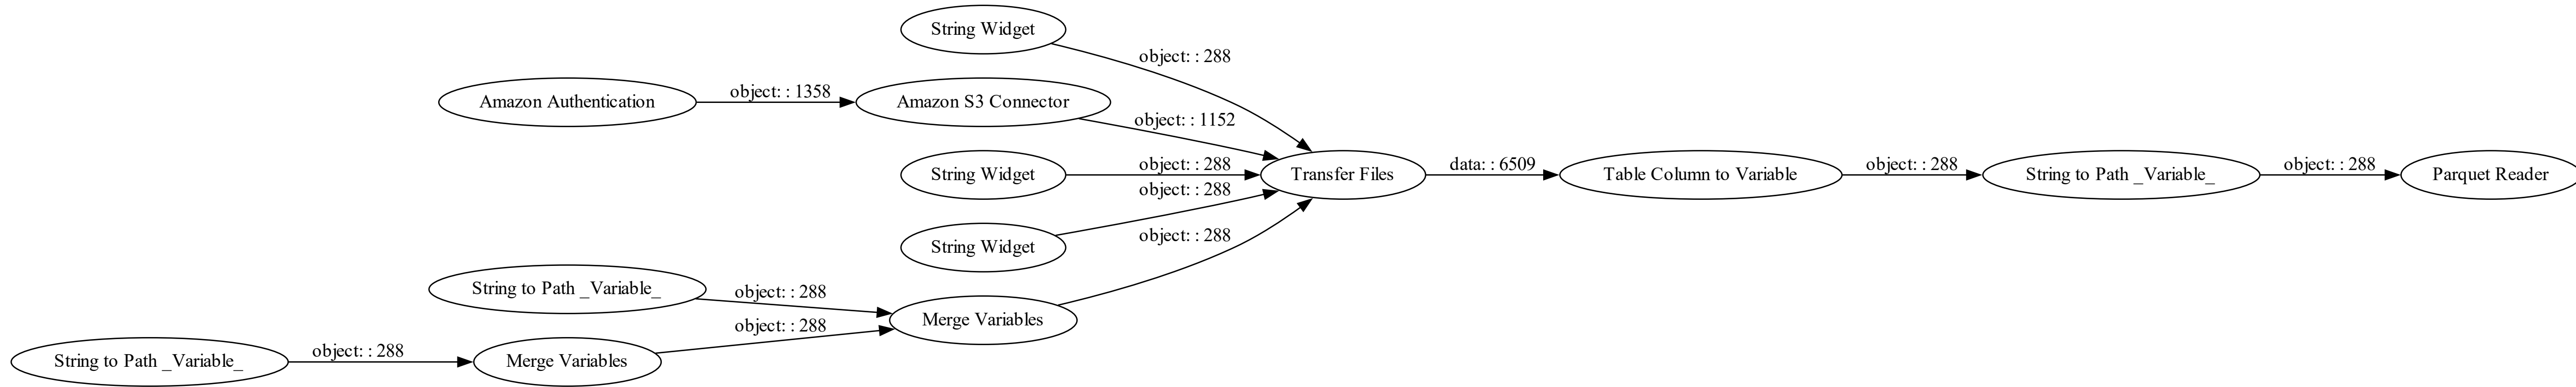 String Widget
object: : 288
Amazon Authentication
object: : 1358
Amazon S3 Connector
object: : 1152
String Widget
object: : 288
Transfer Files
data: : 6509
Table Column to Variable
object: : 288
String to Path _Variable_
object: : 288
Parquet Reader
object: : 288
String Widget
object: : 288
String to Path _Variable_
object: : 288
Merge Variables
object: : 288
String to Path _Variable_
object: : 288
Merge Variables